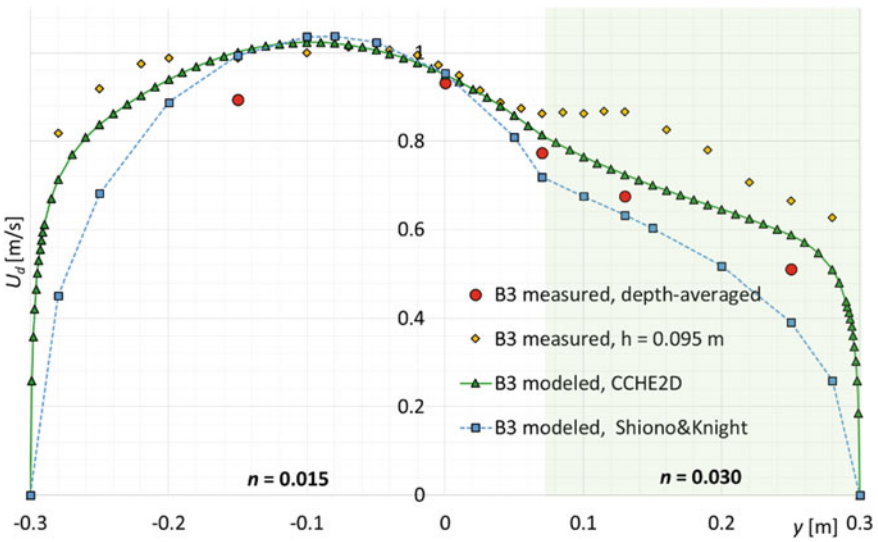 1
0.8
0.6
0.4
0.2
0
U_d [m/s]
B3 measured, depth-averaged
B3 measured, h = 0.095 m
B3 modeled, CCHE2D
B3 modeled, Shiono&Knight
n = 0.015
n = 0.030
-0.3 -0.2 -0.1 0 0.1 0.2 y [m] 0.3